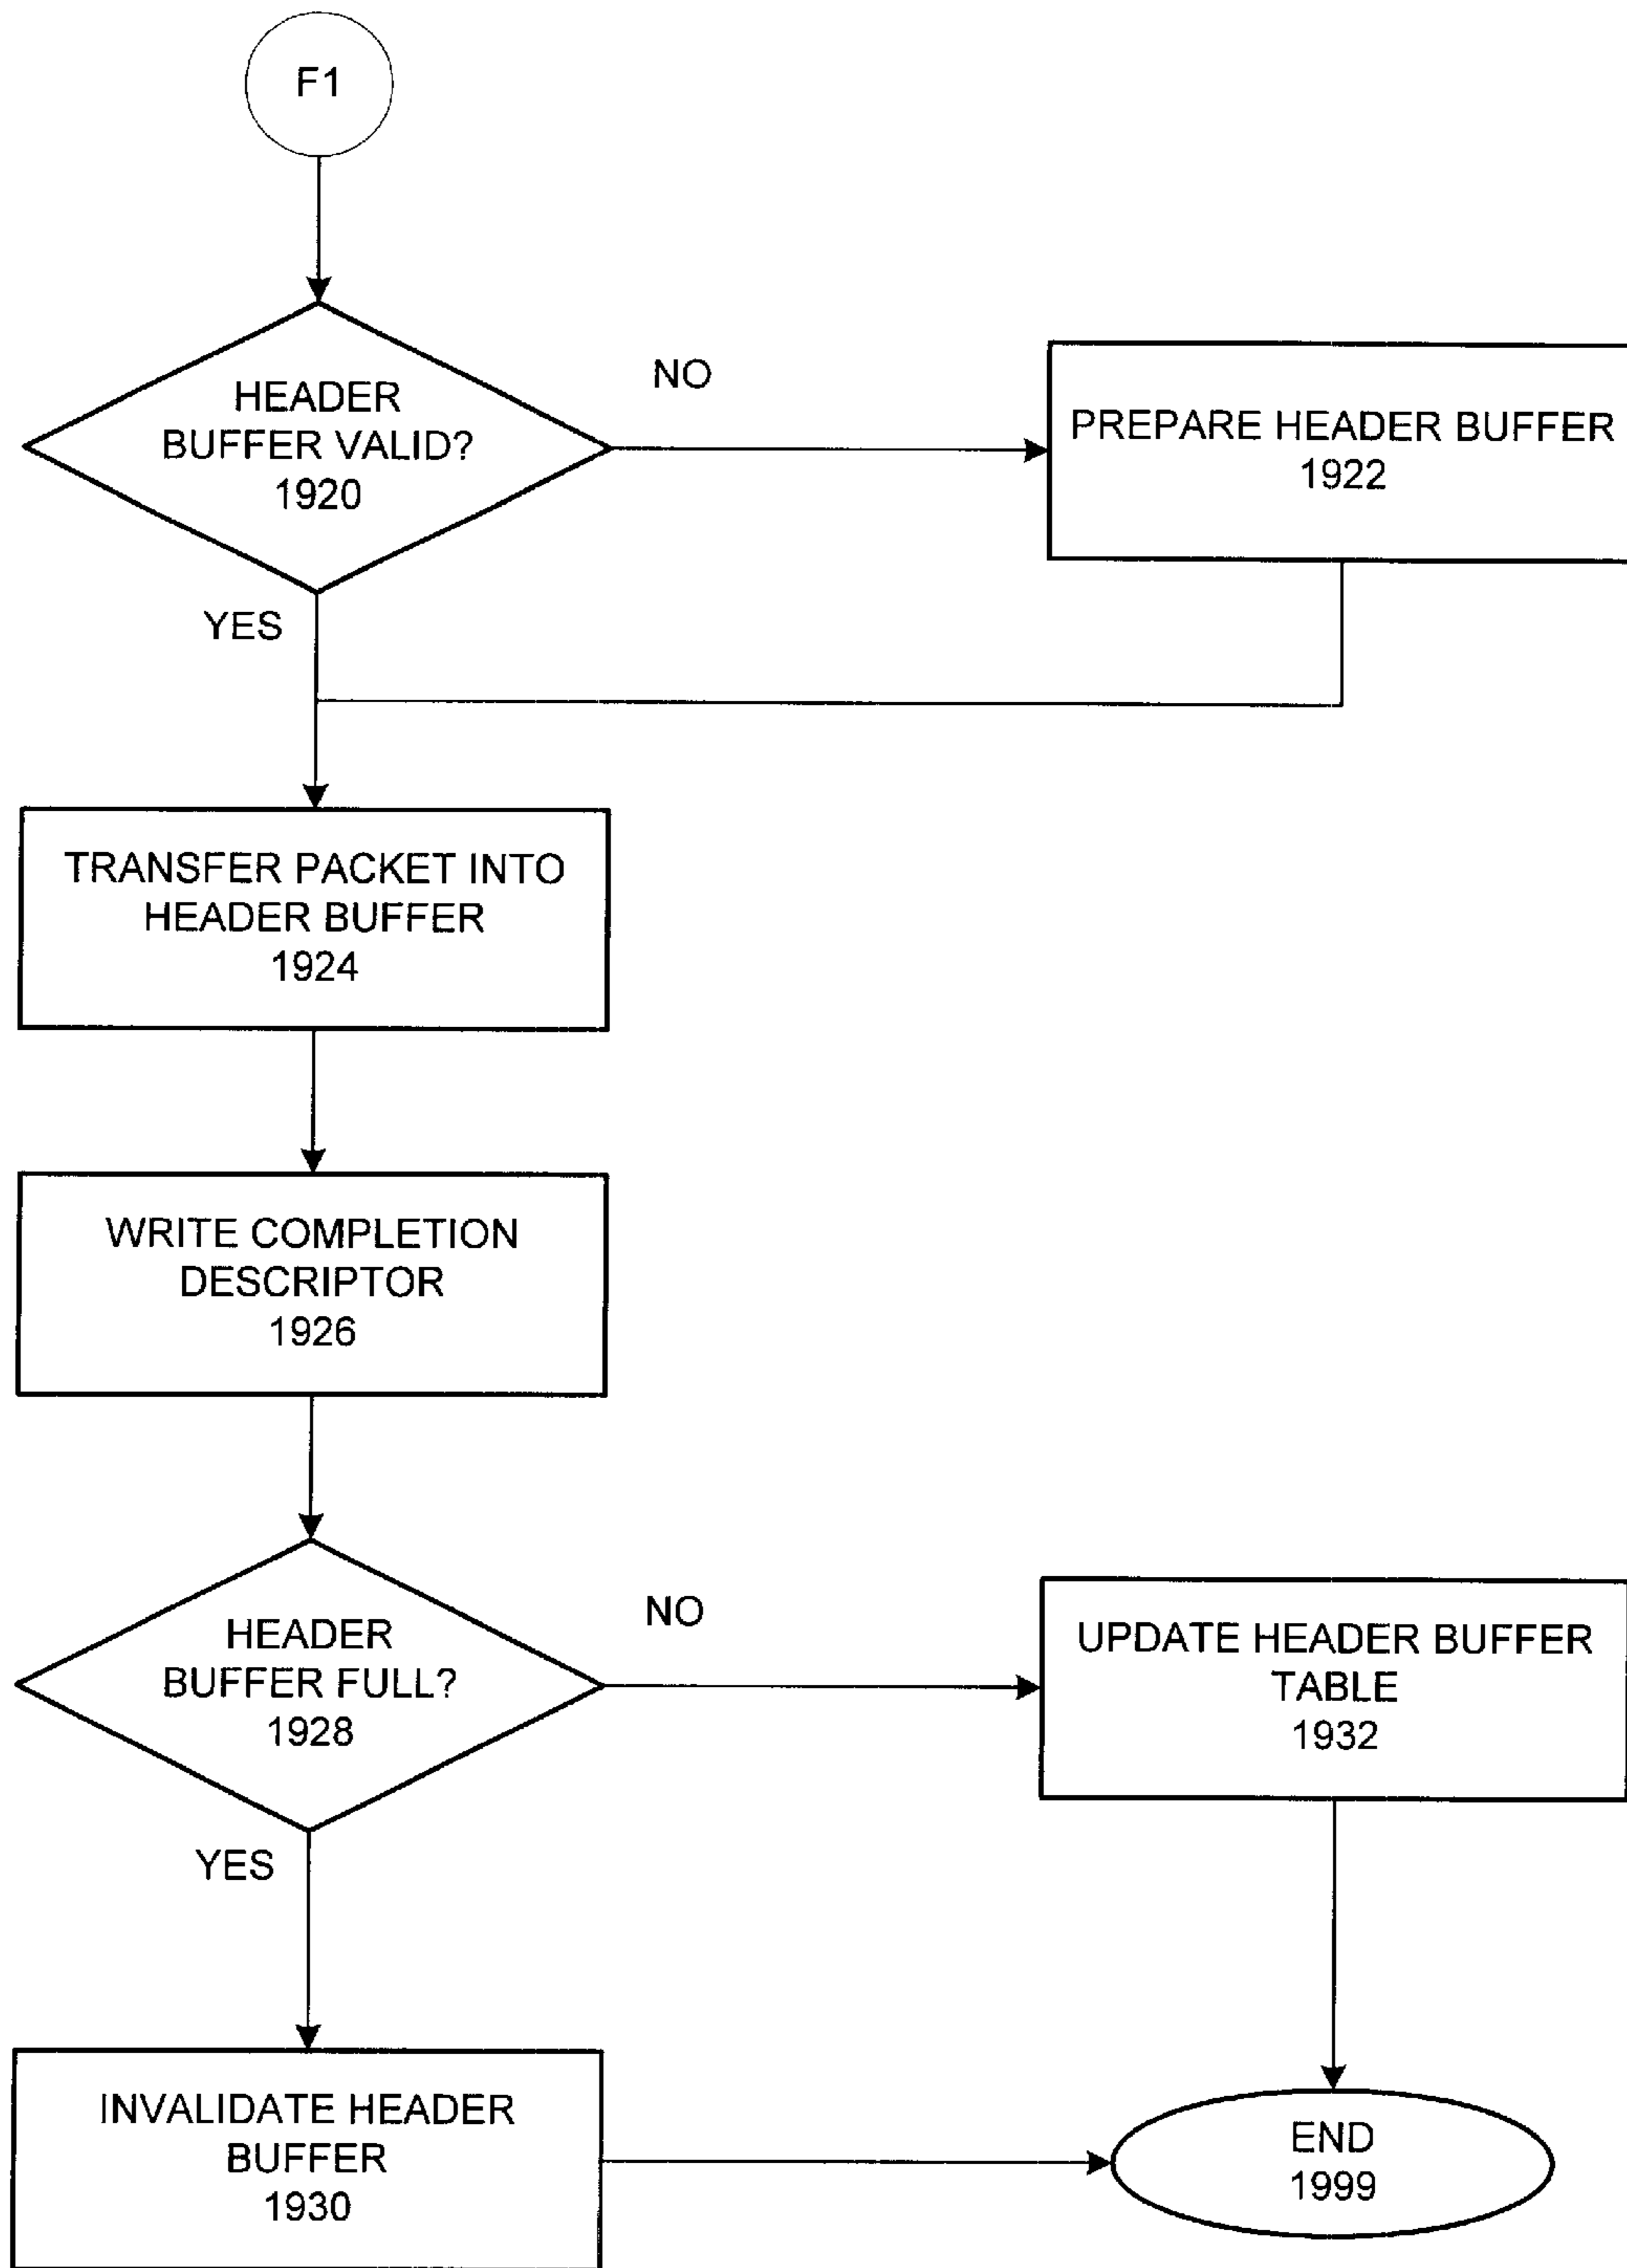 F1
HEADER
BUFFER VALID?
1920
NO
PREPARE HEADER BUFFER
1922
YES
TRANSFER PACKET INTO
HEADER BUFFER
1924
WRITE COMPLETION
DESCRIPTOR
1926
HEADER
BUFFER FULL?
1928
NO
UPDATE HEADER BUFFER
TABLE
1932
YES
INVALIDATE HEADER
BUFFER
1930
END
1999